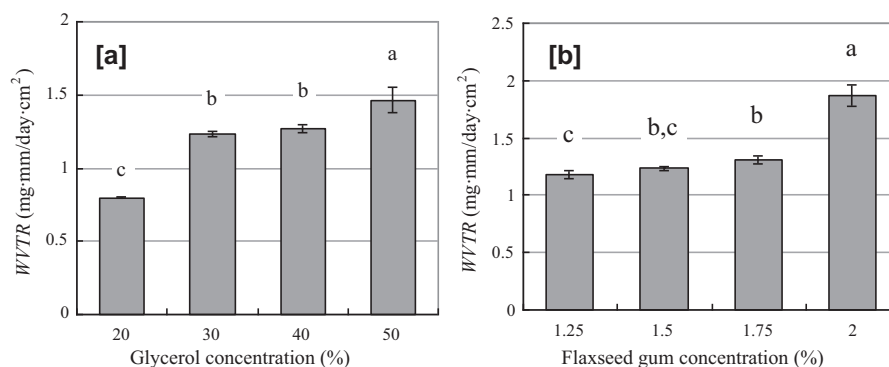 [a]
WVTR (mg·mm/day·cm²)
2
1.5
1
0.5
0
c
b
b
a
20 30 40 50
Glycerol concentration (%)
[b]
WVTR (mg·mm/day·cm²)
2.5
2
1.5
1
0.5
0
c
b,c
b
a
1.25 1.5 1.75 2
Flaxseed gum concentration (%)